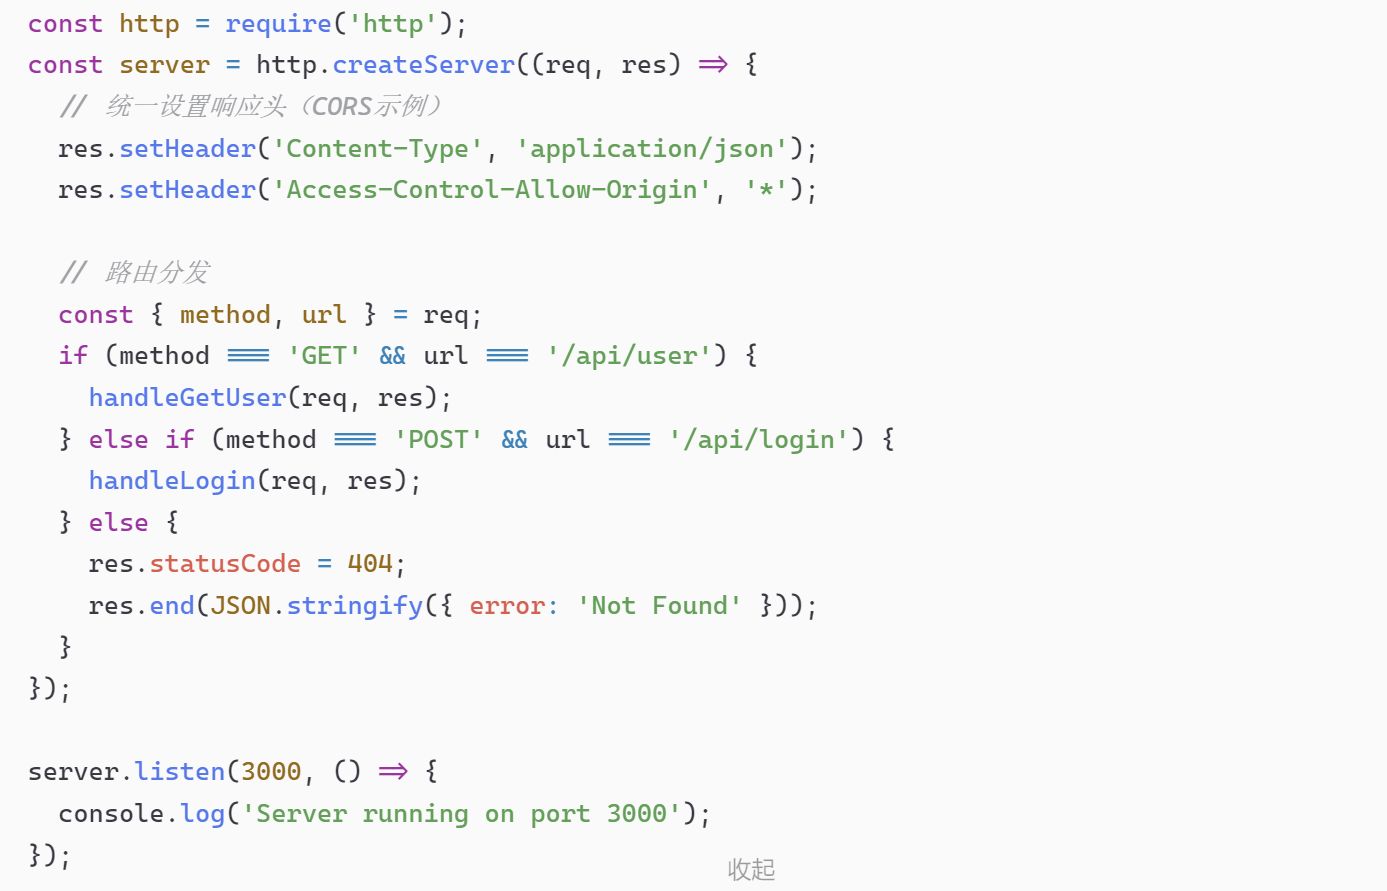 const http = require('http');
const server = http.createServer((req, res) => {
  // 统一设置响应头（CORS示例）
  res.setHeader('Content-Type', 'application/json');
  res.setHeader('Access-Control-Allow-Origin', '*');

  // 路由分发
  const { method, url } = req;
  if (method === 'GET' && url === '/api/user') {
    handleGetUser(req, res);
  } else if (method === 'POST' && url === '/api/login') {
    handleLogin(req, res);
  } else {
    res.statusCode = 404;
    res.end(JSON.stringify({ error: 'Not Found' }));
  }
});

server.listen(3000, () => {
  console.log('Server running on port 3000');
});
收起